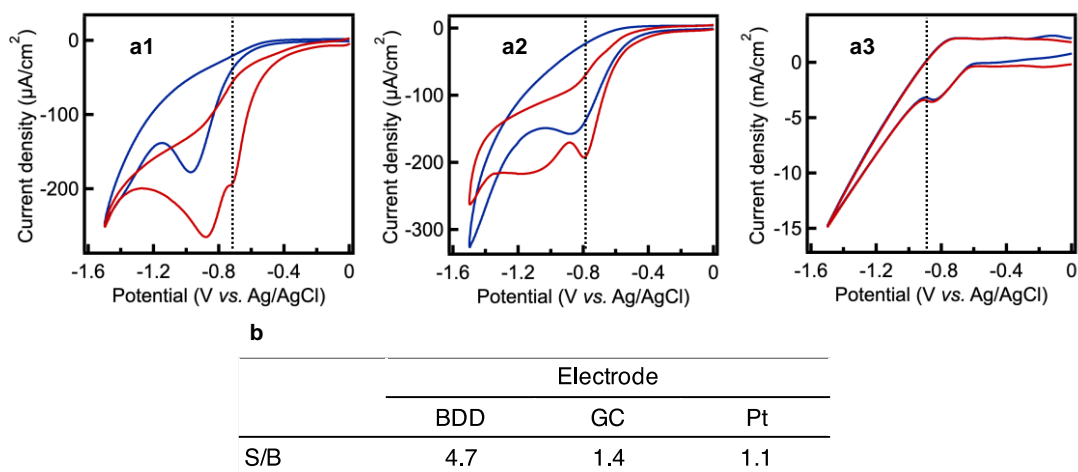 a1
Current density (µA/cm2)
0
-100
-200
-1.6 -1.2 -0.8 -0.4 0
Potential (V vs. Ag/AgCl)
a2
Current density (µA/cm2)
0
-100
-200
-300
-1.6 -1.2 -0.8 -0.4 0
Potential (V vs. Ag/AgCl)
a3
Current density (mA/cm2)
0
-5
-10
-15
-1.6 -1.2 -0.8 -0.4 0
Potential (V vs. Ag/AgCl)
b
Electrode
BDD GC Pt
S/B 4.7 1.4 1.1